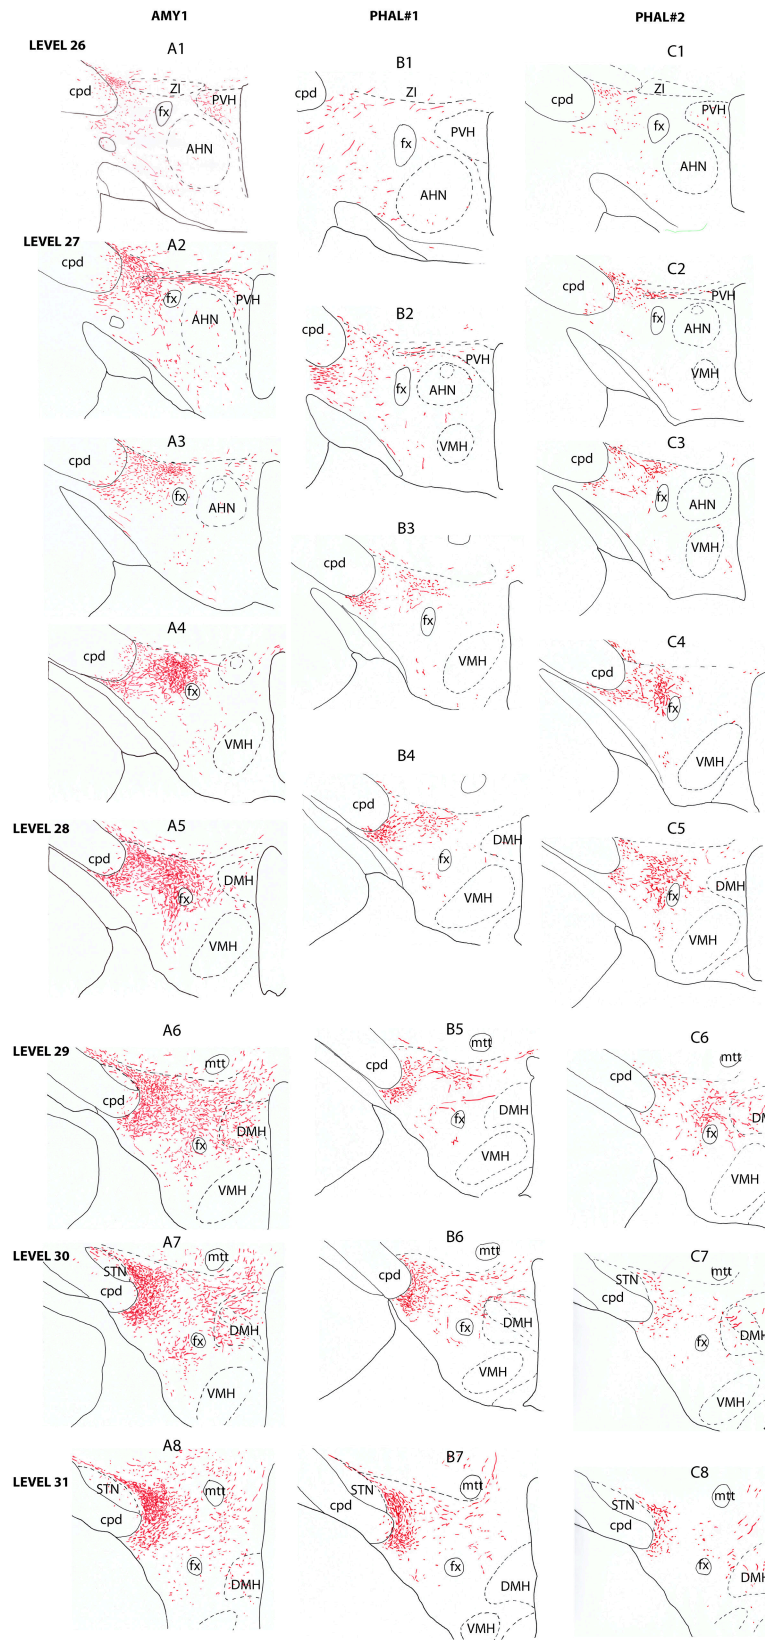 AMY1 PHAL#1 PHAL#2
LEVEL 26
A1
cpd ZI PVH fx AHN
B1
cpd ZI PVH fx AHN
C1
cpd ZI PVH fx AHN
LEVEL 27
A2
cpd fx PVH AHN
B2
cpd PVH fx AHN VMH
C2
cpd PVH fx AHN VMH
A3
cpd fx AHN
B3
cpd fx VMH
C3
cpd fx AHN VMH
A4
cpd fx VMH
B4
cpd DMH fx VMH
C4
cpd fx VMH
LEVEL 28
A5
cpd DMH fx VMH
C5
DMH fx VMH
LEVEL 29
A6
mtt cpd DMH fx VMH
B5
mtt cpd DMH fx VMH
C6
mtt cpd DM fx VMH
LEVEL 30
A7
mtt STN cpd DMH fx VMH
B6
mtt cpd DMH fx VMH
C7
mtt STN cpd DMH fx VMH
LEVEL 31
A8
STN mtt cpd fx DMH
B7
STN mtt cpd fx DMH VMH
C8
STN mtt cpd fx DMH